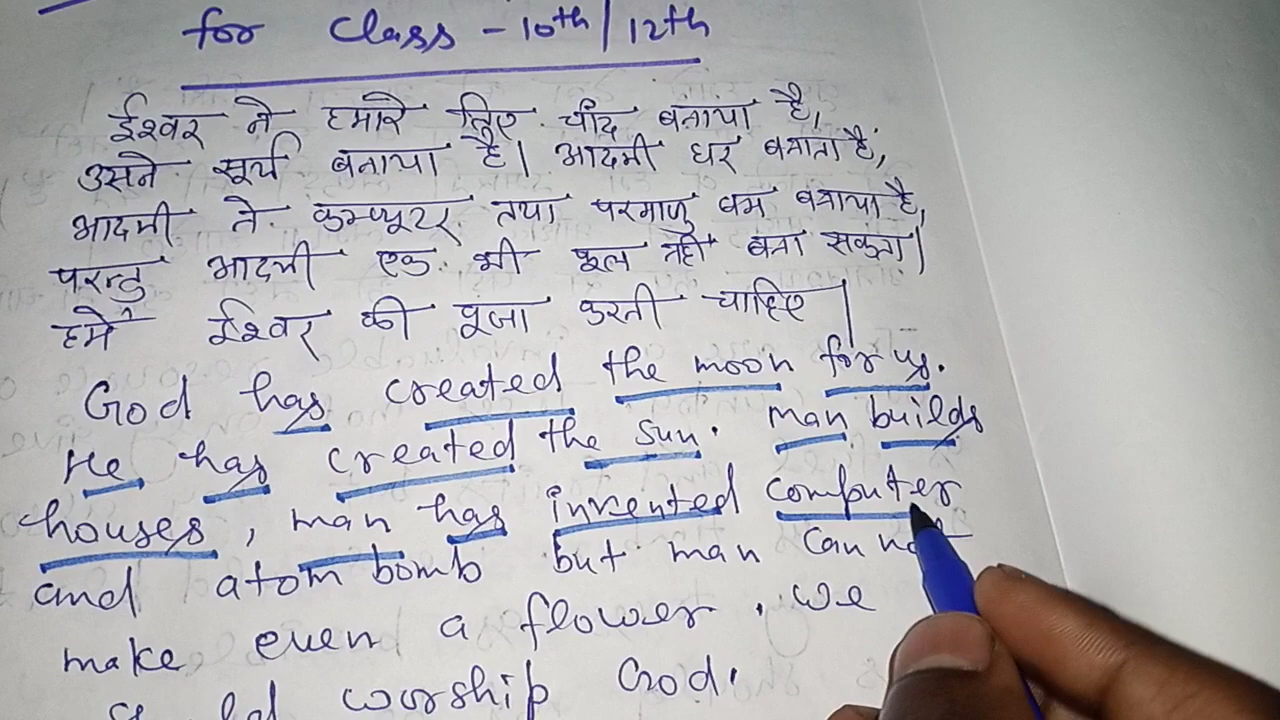 for Class - 10th / 12th
ईश्वर ने हमारे लिए चाँद बनाया है,
उसने सूर्य बनाया है। आदमी घर बनाता है,
आदमी ने कम्प्यूटर तथा परमाणु बम बनाया है,
परन्तु आदमी एक भी फूल नहीं बना सकता।
हमें ईश्वर की पूजा करनी चाहिए।
God has created the moon for us.
He has created the sun. man builds
houses, man has invented computer
and atom bomb but man can
make even a flower. we
worship God.